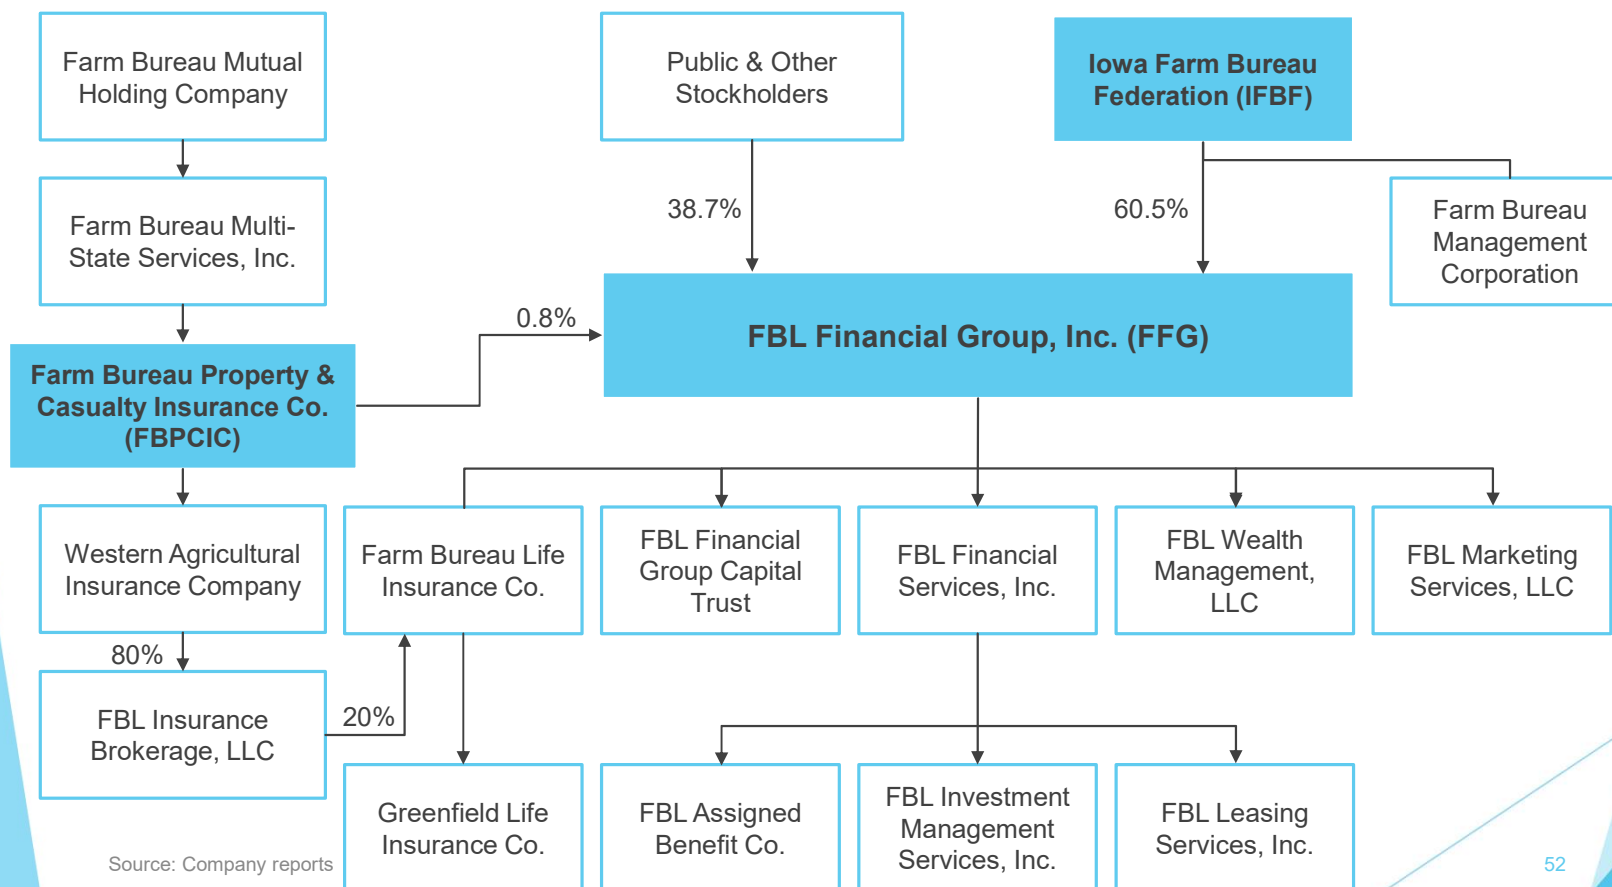 Farm Bureau Mutual
Holding Company
Public & Other
Stockholders
Iowa Farm Bureau
Federation (IFBF)
38.7%
60.5%
Farm Bureau Multi-
State Services, Inc.
Farm Bureau
Management
Corporation
0.8%
FBL Financial Group, Inc. (FFG)
Farm Bureau Property &
Casualty Insurance Co.
(FBPCIC)
Western Agricultural
Insurance Company
Farm Bureau Life
Insurance Co.
FBL Financial
Group Capital
Trust
FBL Financial
Services, Inc.
FBL Wealth
Management,
LLC
FBL Marketing
Services, LLC
80%
FBL Insurance
Brokerage, LLC
20%
Greenfield Life
Insurance Co.
FBL Assigned
Benefit Co.
FBL Investment
Management
Services, Inc.
FBL Leasing
Services, Inc.
Source: Company reports
52